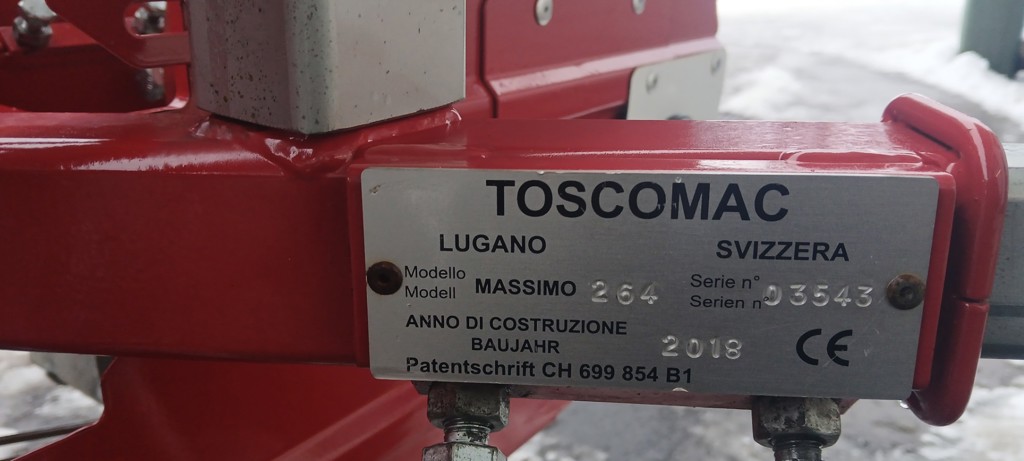 TOSCOMAC
LUGANO SVIZZERA
Modello
Modell MASSIMO 264
Serie n°
Serien n° 03543
ANNO DI COSTRUZIONE
BAUJAHR 2018 CE
Patentschrift CH 699 854 B1